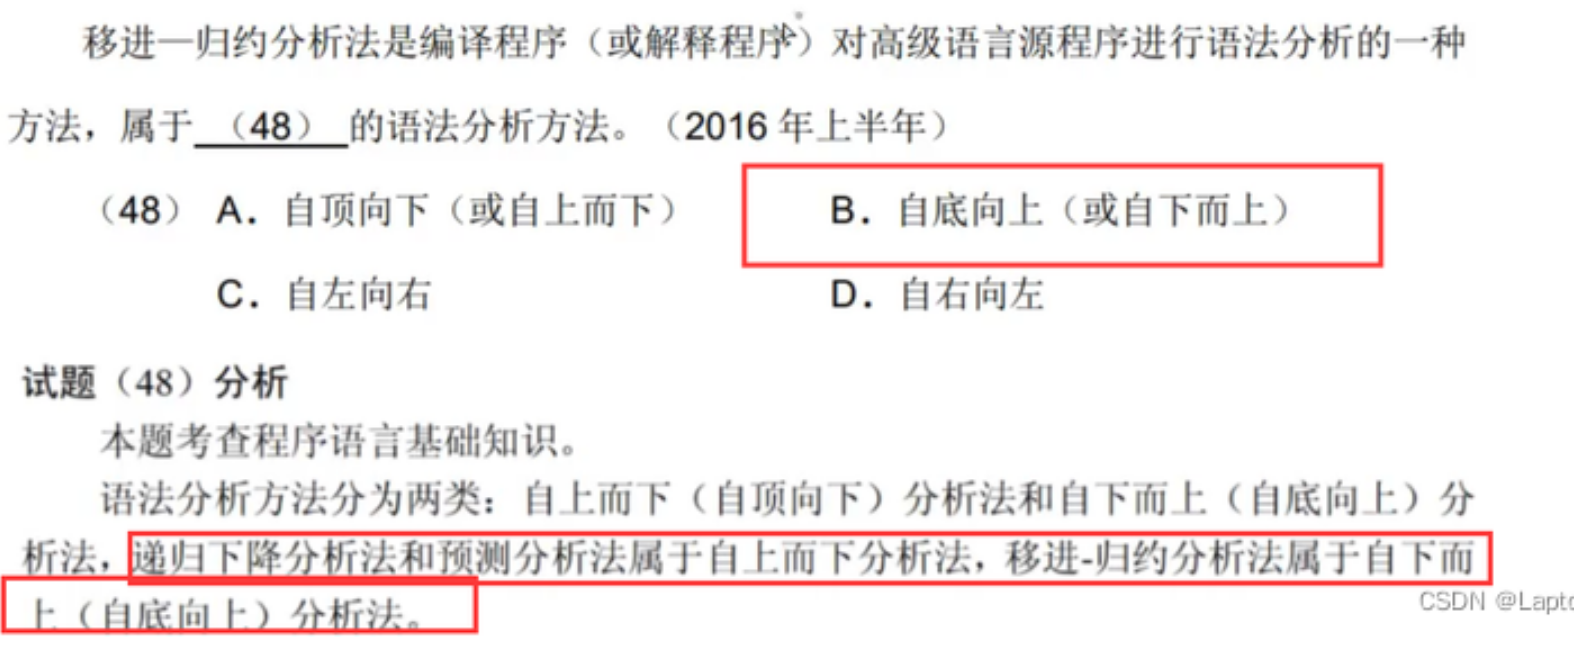 移进—归约分析法是编译程序（或解释程序）对高级语言源程序进行语法分析的一种
方法，属于 （48） 的语法分析方法。（2016 年上半年）
（48） A．自顶向下（或自上而下） B．自底向上（或自下而上）
C．自左向右 D．自右向左
试题（48）分析
本题考查程序语言基础知识。
语法分析方法分为两类：自上而下（自顶向下）分析法和自下而上（自底向上）分
析法，递归下降分析法和预测分析法属于自上而下分析法，移进-归约分析法属于自下而
上（自底向上）分析法。
CSDN